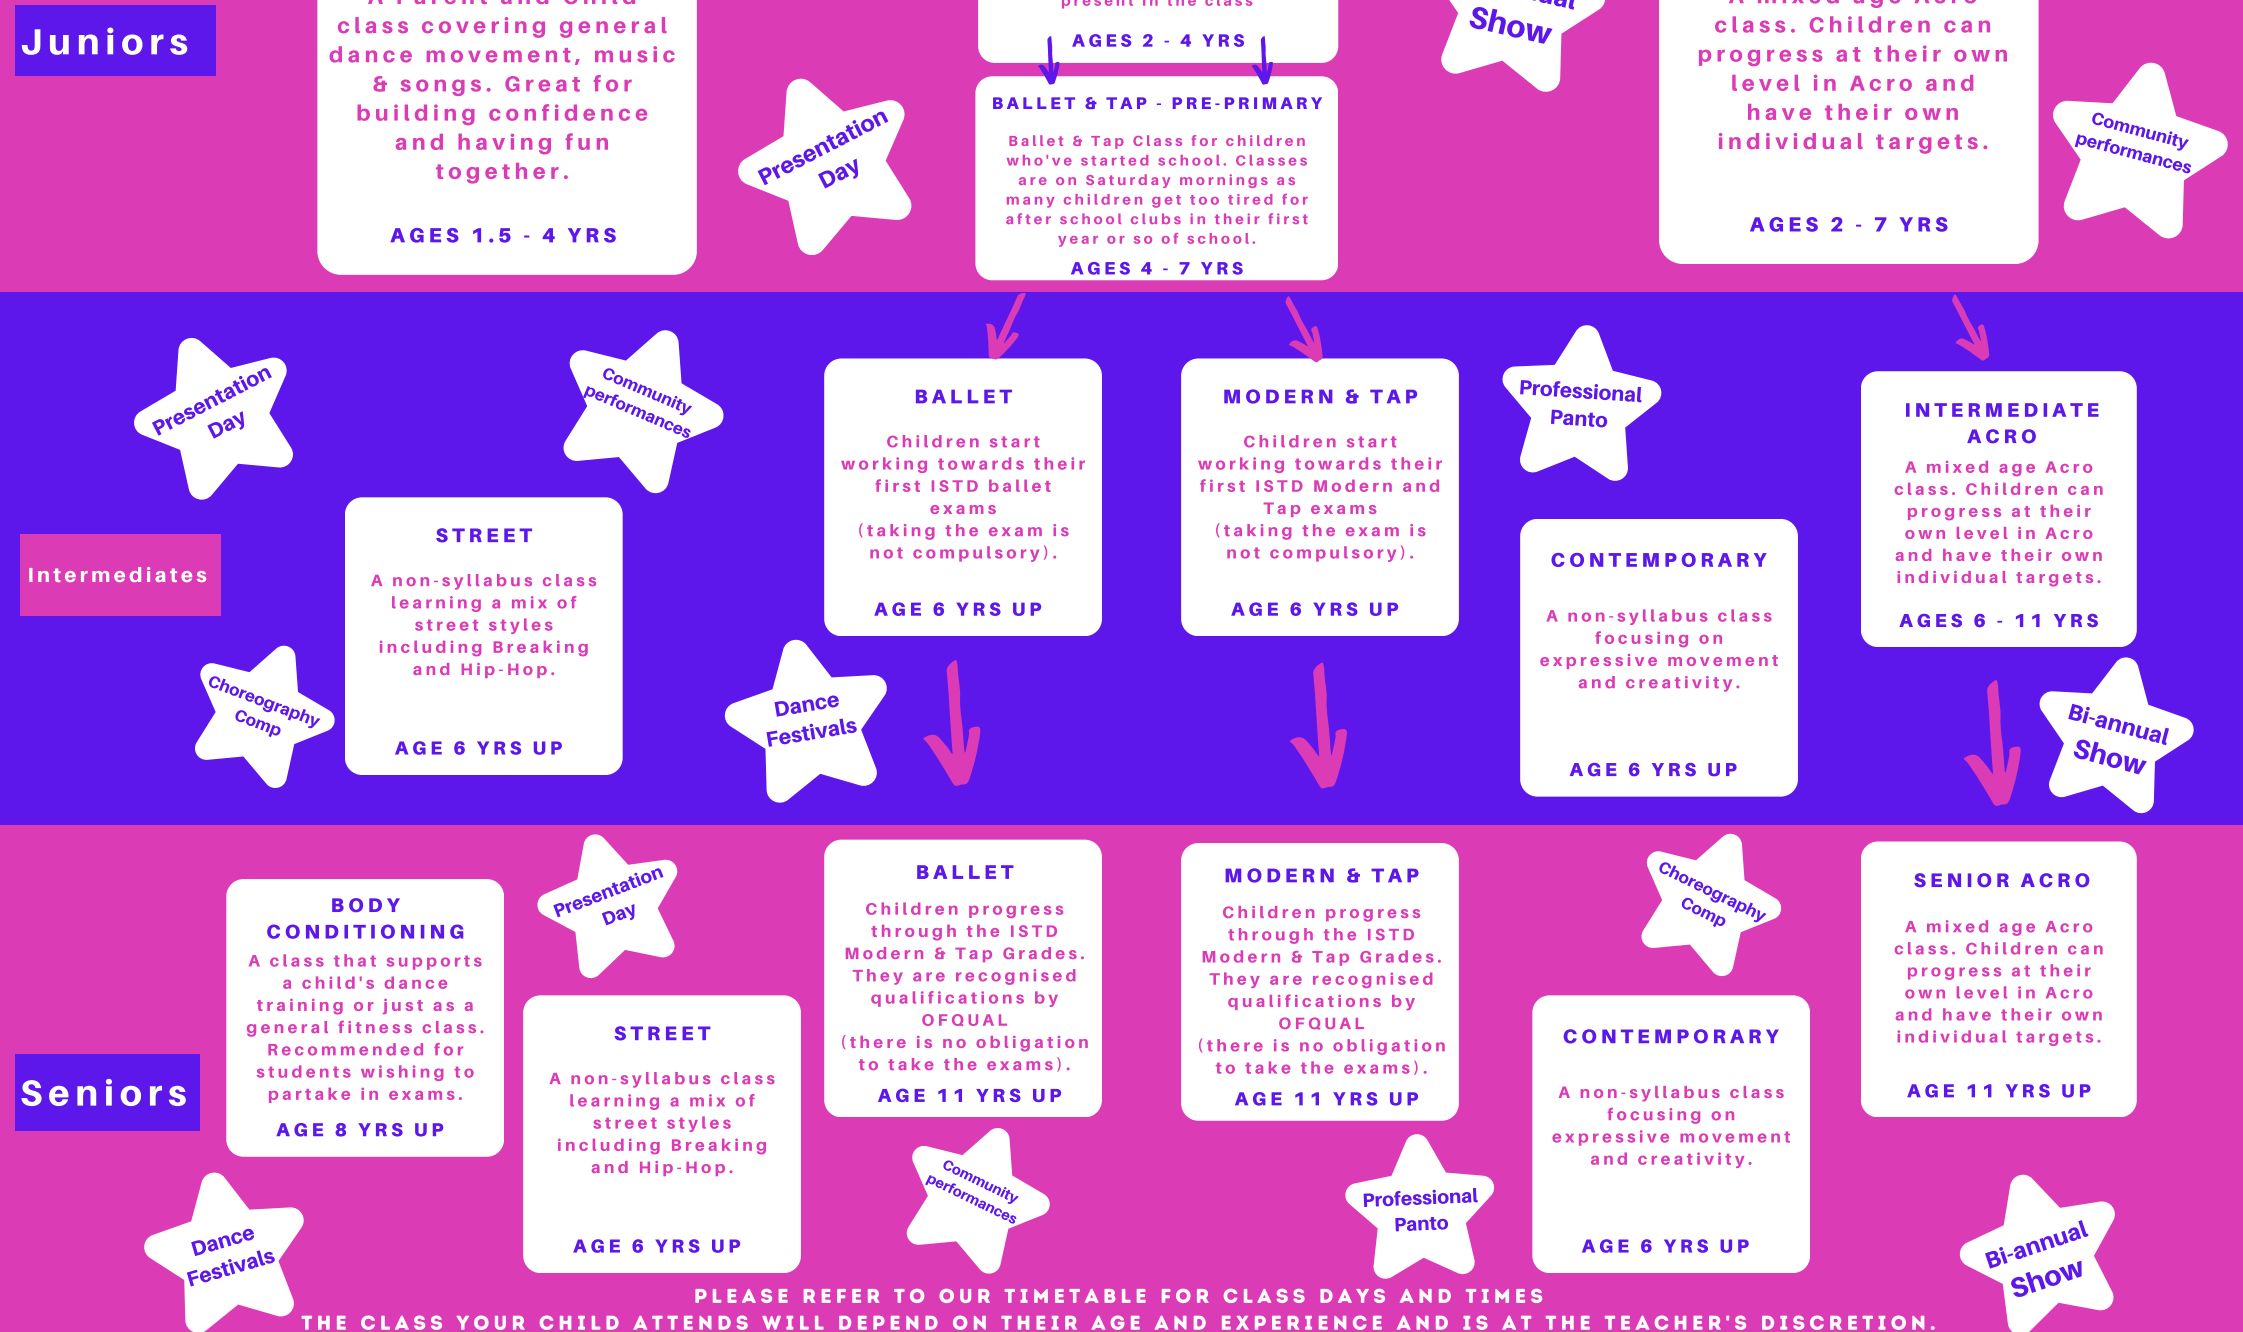 Juniors
A Parent and Child
class covering general
dance movement, music
& songs. Great for
building confidence
and having fun
together.
AGES 1.5 - 4 YRS
Presentation
Day
present in the class
AGES 2 - 4 YRS
BALLET & TAP - PRE-PRIMARY
Ballet & Tap Class for children
who've started school. Classes
are on Saturday mornings as
many children get too tired for
after school clubs in their first
year or so of school.
AGES 4 - 7 YRS
Show
A mixed age Acro
class. Children can
progress at their own
level in Acro and
have their own
individual targets.
AGES 2 - 7 YRS
Community
performances
Intermediates
Presentation
Day
Community
performances
STREET
A non-syllabus class
learning a mix of
street styles
including Breaking
and Hip-Hop.
AGE 6 YRS UP
Choreography
Comp
BALLET
Children start
working towards their
first ISTD ballet
exams
(taking the exam is
not compulsory).
AGE 6 YRS UP
Dance
Festivals
MODERN & TAP
Children start
working towards their
first ISTD Modern and
Tap exams
(taking the exam is
not compulsory).
AGE 6 YRS UP
Professional
Panto
CONTEMPORARY
A non-syllabus class
focusing on
expressive movement
and creativity.
AGE 6 YRS UP
INTERMEDIATE
ACRO
A mixed age Acro
class. Children can
progress at their
own level in Acro
and have their own
individual targets.
AGES 6 - 11 YRS
Bi-annual
Show
Seniors
BODY
CONDITIONING
A class that supports
a child's dance
training or just as a
general fitness class.
Recommended for
students wishing to
partake in exams.
AGE 8 YRS UP
Dance
Festivals
Presentation
Day
STREET
A non-syllabus class
learning a mix of
street styles
including Breaking
and Hip-Hop.
AGE 6 YRS UP
BALLET
Children progress
through the ISTD
Modern & Tap Grades.
They are recognised
qualifications by
OFQUAL
(there is no obligation
to take the exams).
AGE 11 YRS UP
Community
performances
MODERN & TAP
Children progress
through the ISTD
Modern & Tap Grades.
They are recognised
qualifications by
OFQUAL
(there is no obligation
to take the exams).
AGE 11 YRS UP
Professional
Panto
Choreography
Comp
CONTEMPORARY
A non-syllabus class
focusing on
expressive movement
and creativity.
AGE 6 YRS UP
SENIOR ACRO
A mixed age Acro
class. Children can
progress at their
own level in Acro
and have their own
individual targets.
AGE 11 YRS UP
Bi-annual
Show
PLEASE REFER TO OUR TIMETABLE FOR CLASS DAYS AND TIMES
THE CLASS YOUR CHILD ATTENDS WILL DEPEND ON THEIR AGE AND EXPERIENCE AND IS AT THE TEACHER'S DISCRETION.